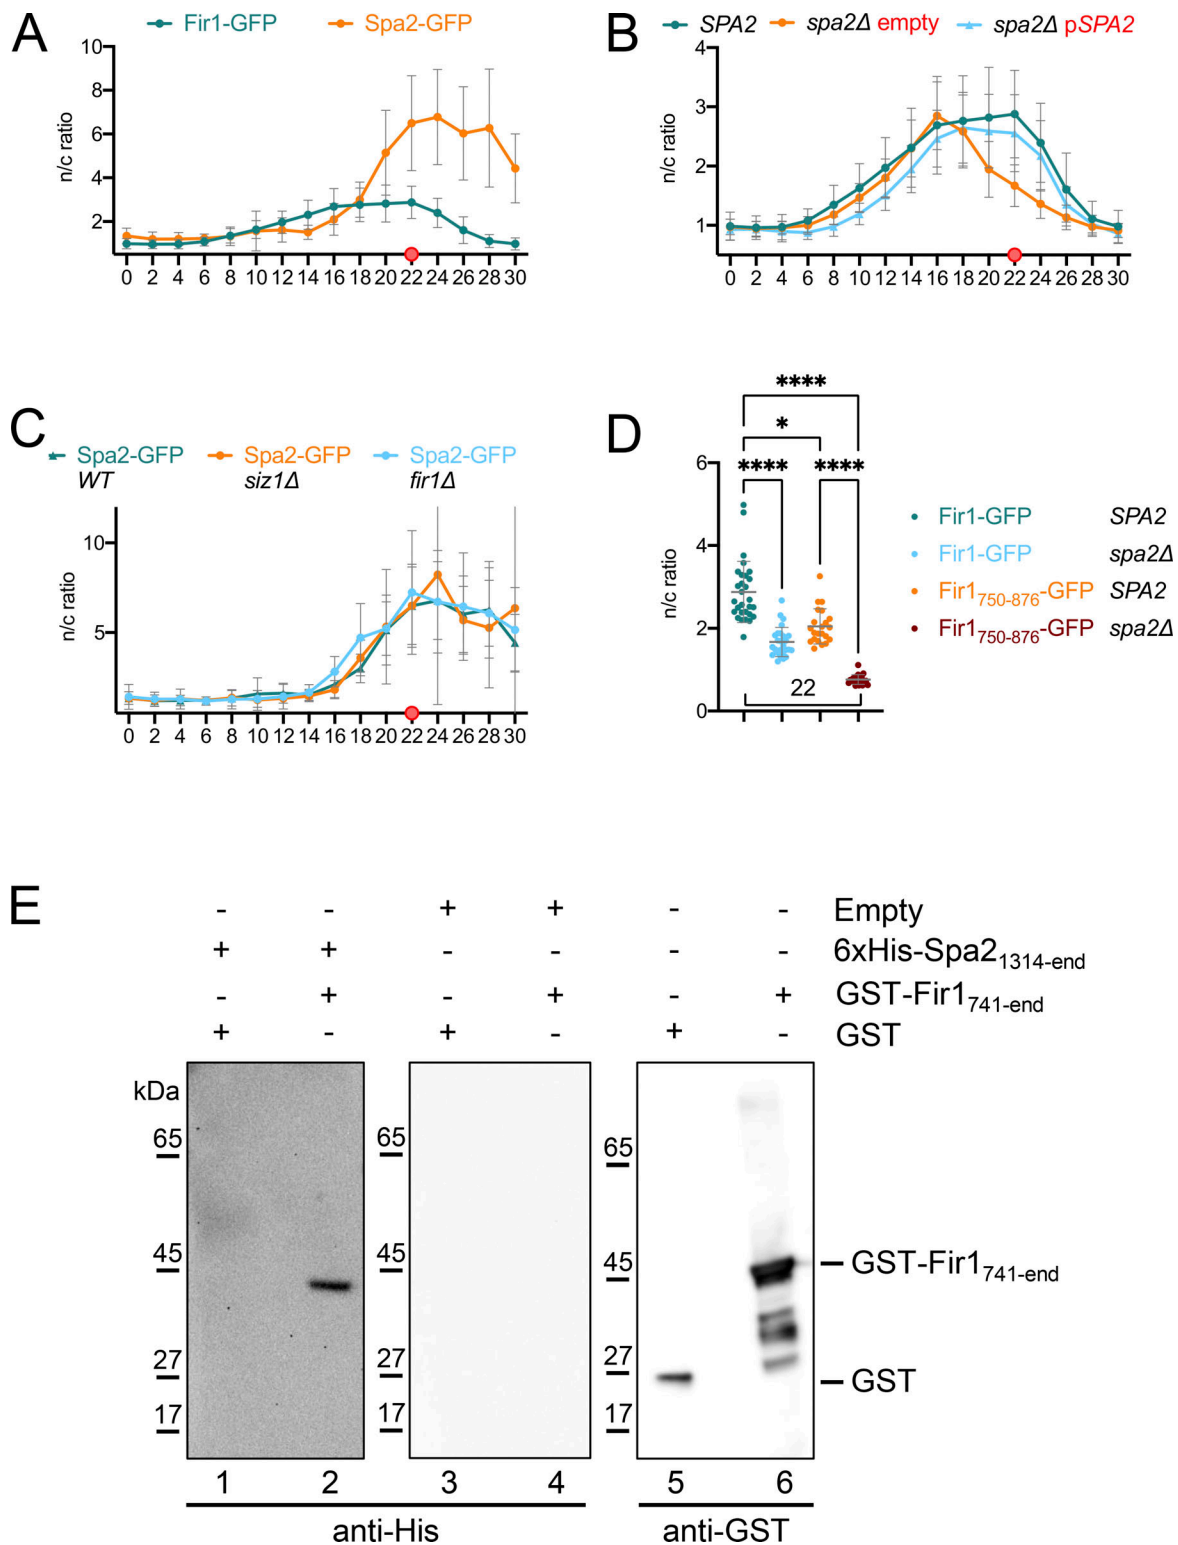 A
Fir1-GFP Spa2-GFP
10
8
6
4
2
n/c ratio
0 2 4 6 8 10 12 14 16 18 20 22 24 26 28 30
B
SPA2 spa2Δ empty spa2Δ pSPA2
4
3
2
1
n/c ratio
0 2 4 6 8 10 12 14 16 18 20 22 24 26 28 30
C
Spa2-GFP Spa2-GFP Spa2-GFP
WT siz1Δ fir1Δ
10
5
n/c ratio
0 2 4 6 8 10 12 14 16 18 20 22 24 26 28 30
D
****
*
**** ****
6
4
2
0
n/c ratio
22
Fir1-GFP SPA2
Fir1-GFP spa2Δ
Fir1750-876-GFP SPA2
Fir1750-876-GFP spa2Δ
E
- - + + - - Empty
+ + - - - - 6xHis-Spa21314-end
- + - + - + GST-Fir1741-end
+ - + - + - GST
kDa
65 65 65
45 45 45 GST-Fir1741-end
27 27 27 GST
17 17 17
1 2 3 4 5 6
anti-His anti-GST